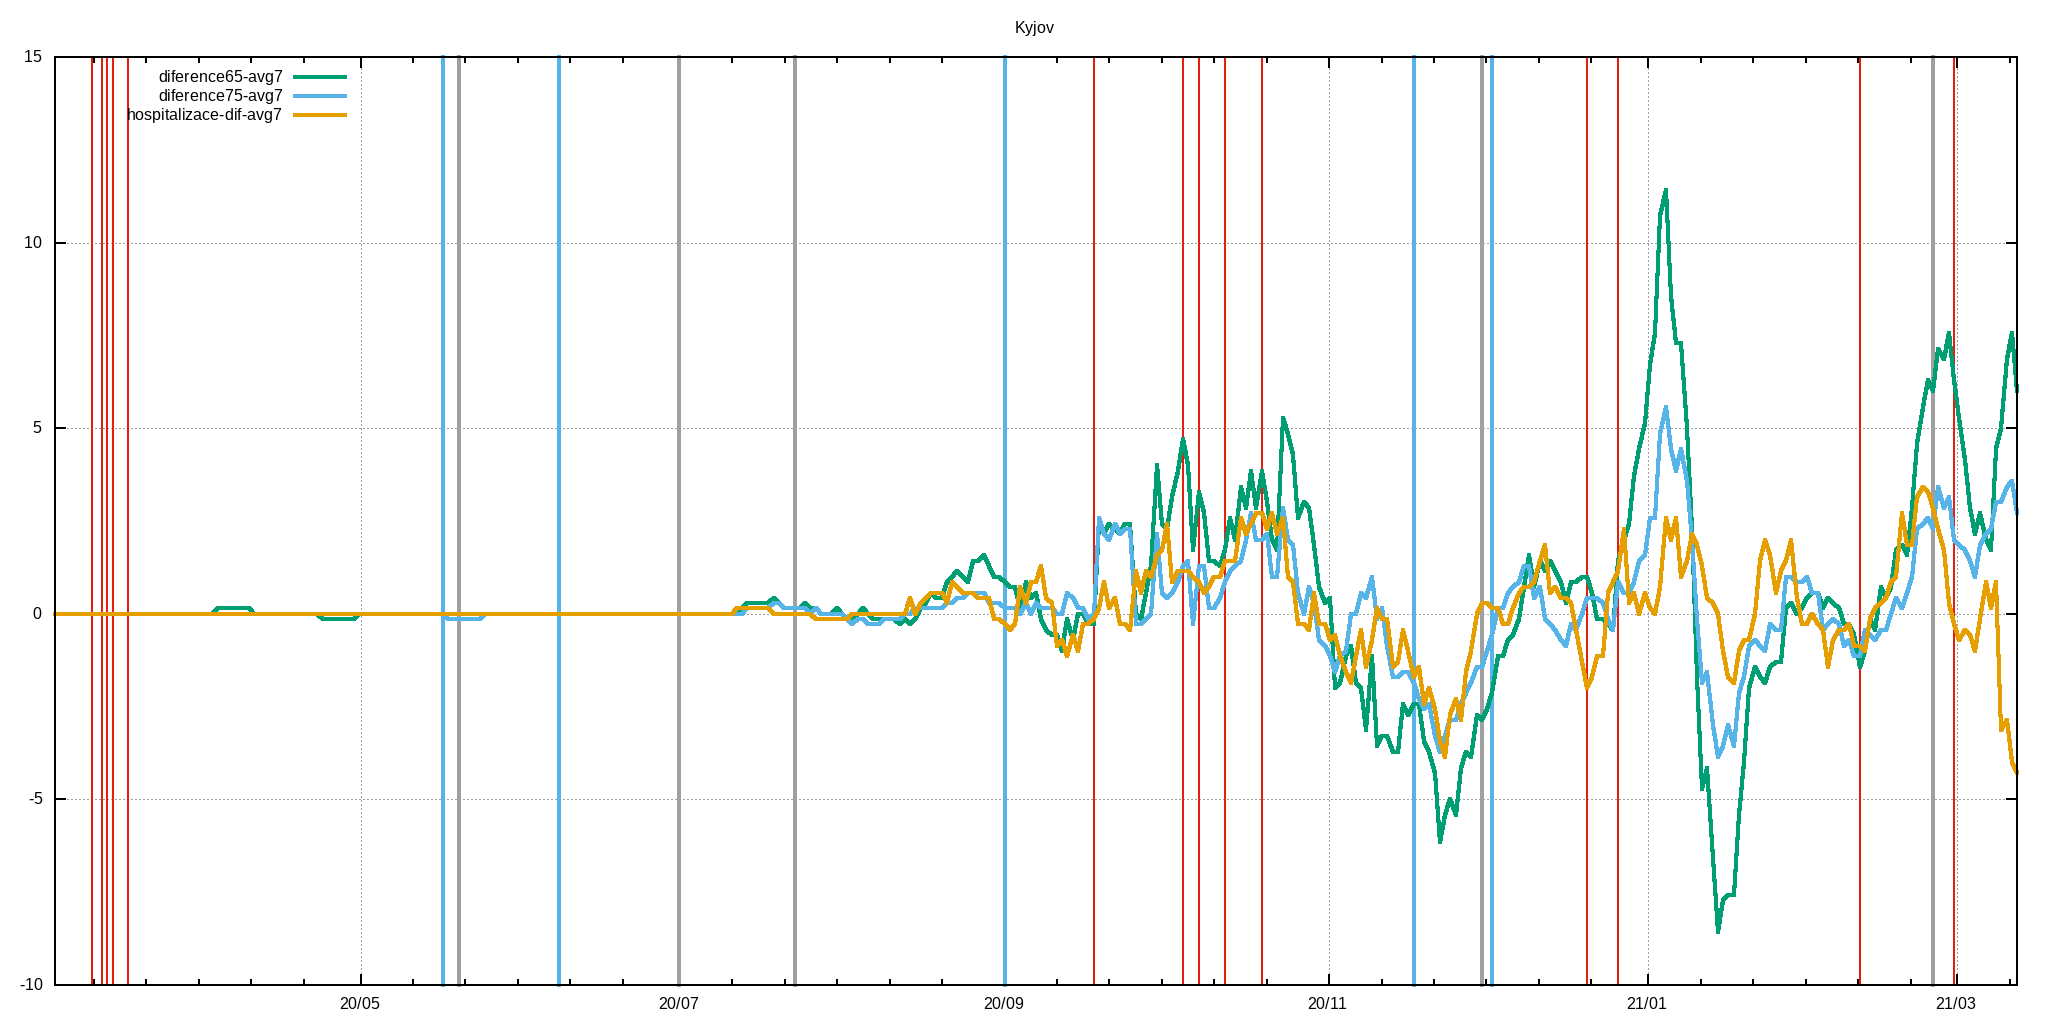 Kyjov
15
diference65-avg7
diference75-avg7
hospitalizace-dif-avg7
10
5
0
-5
-10
20/05 20/07 20/09 20/11 21/01 21/03